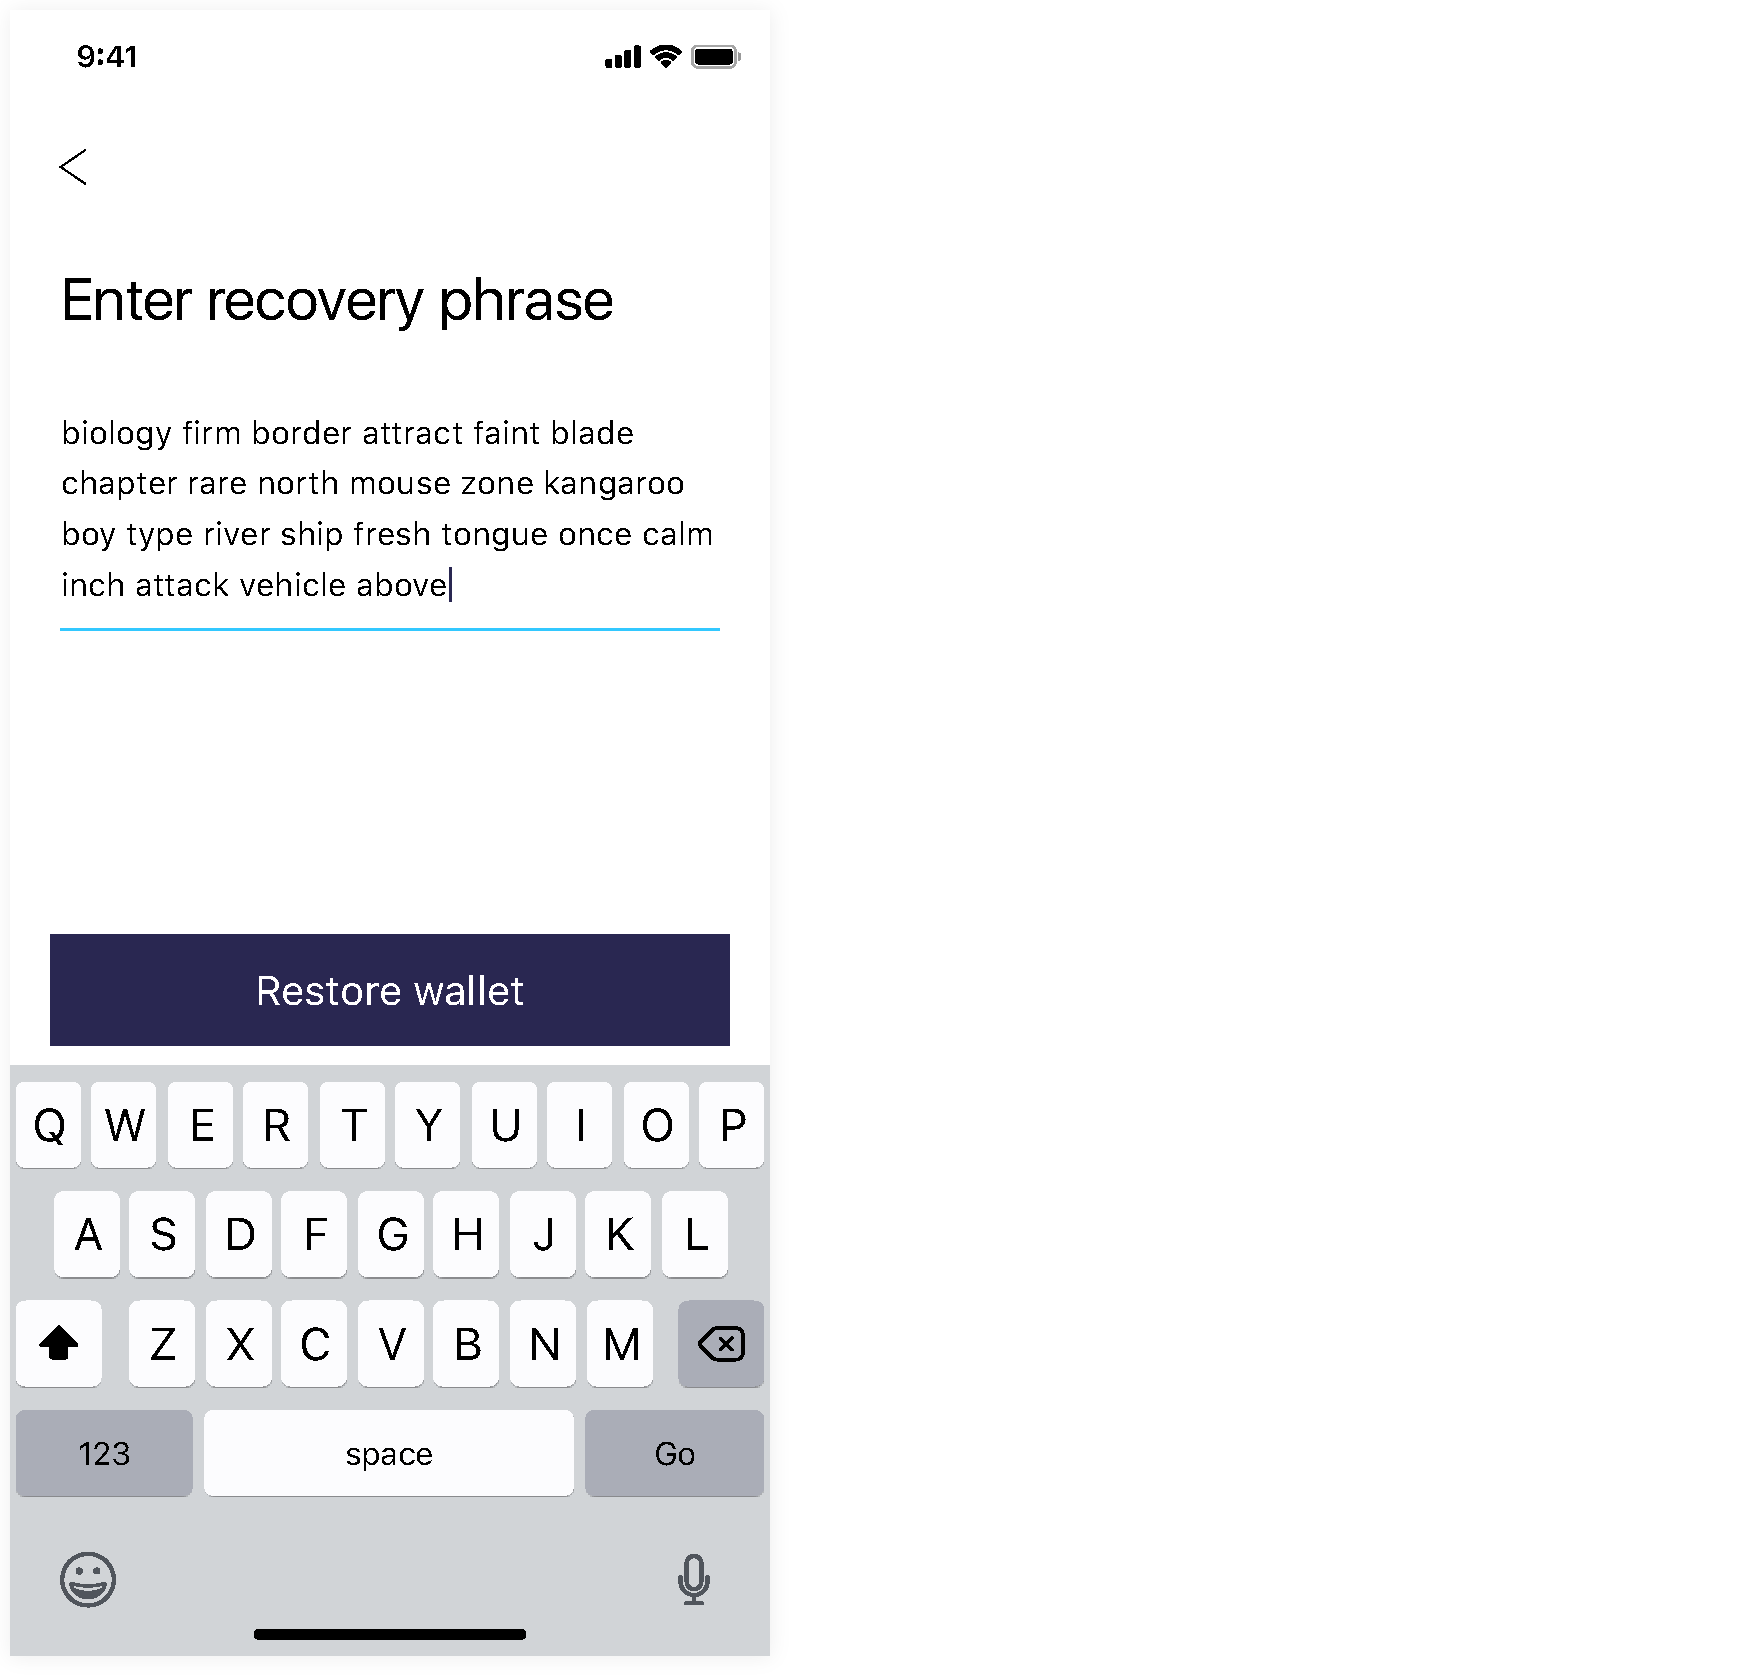 9:41
Enter recovery phrase
biology firm border attract faint blade
chapter rare north mouse zone kangaroo
boy type river ship fresh tongue once calm
inch attack vehicle above
Restore wallet
Q W E R T Y U I O P
A S D F G H J K L
Z X C V B N M
123 space Go